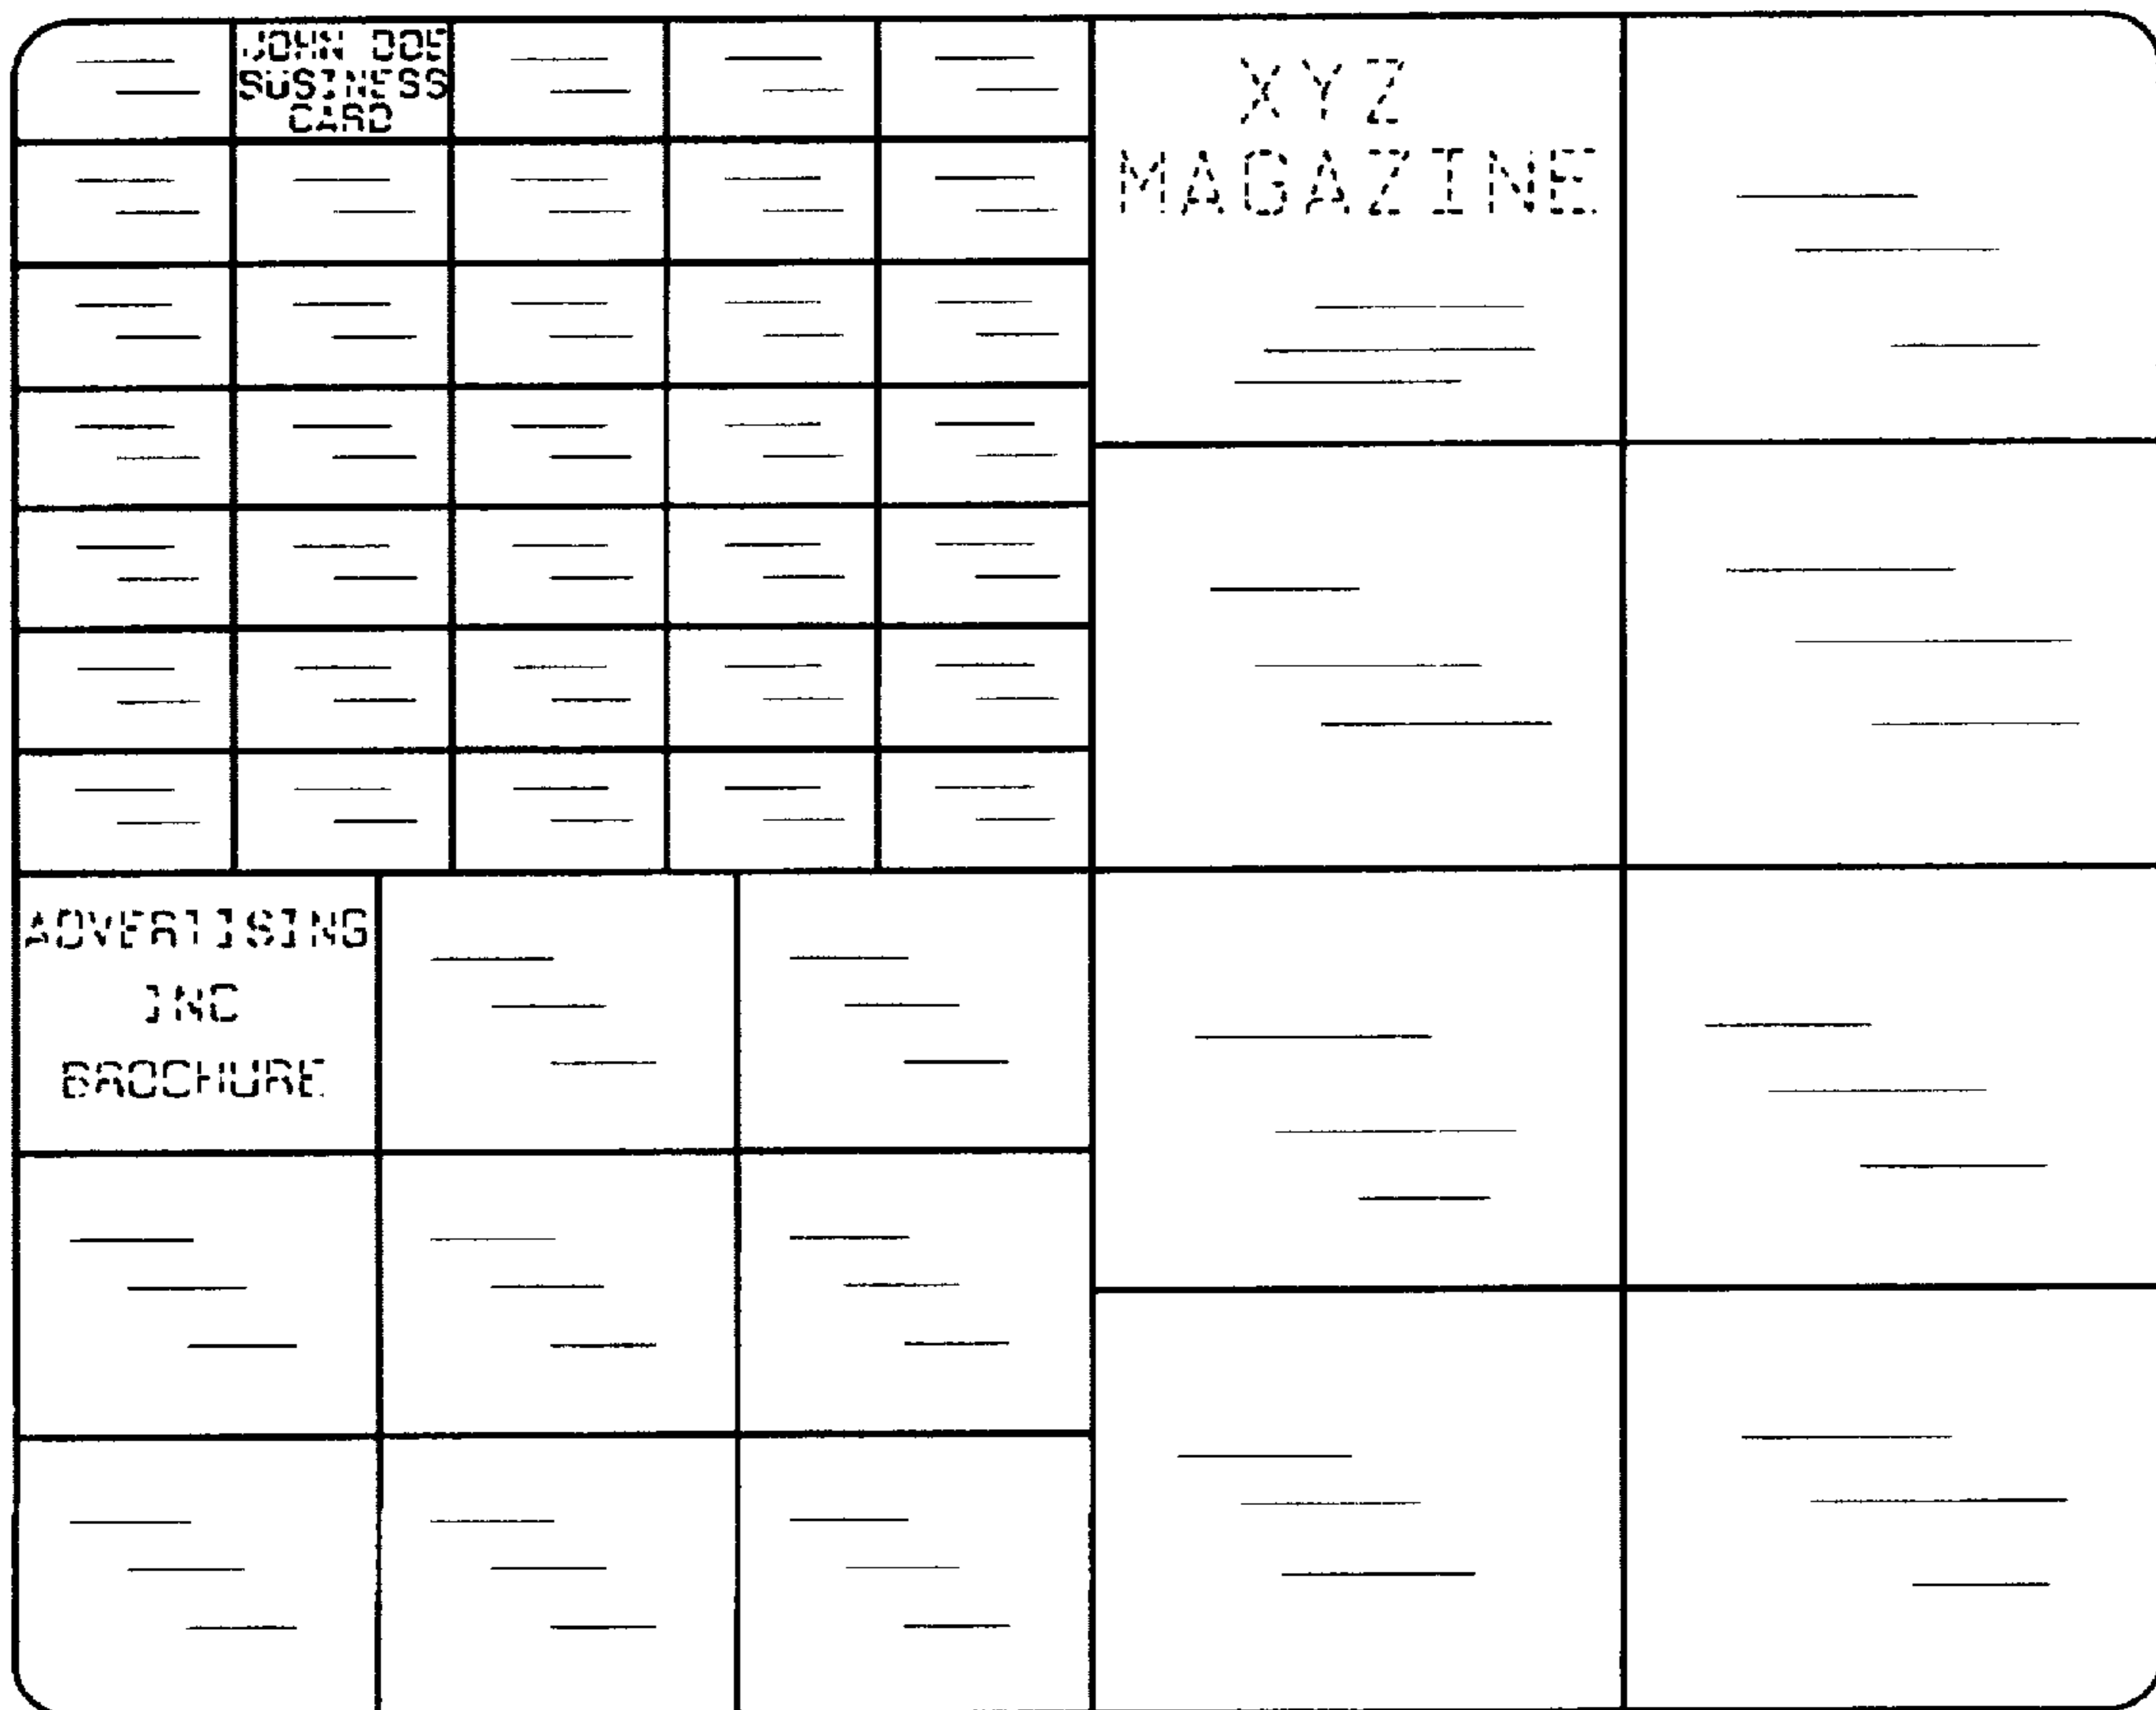 JOHN DOE
BUSINESS
CARD
XYZ
MAGAZINE
ADVERTISING
INC
BROCHURE